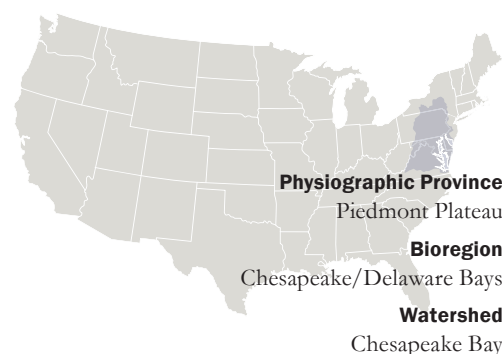 Physiographic Province
Piedmont Plateau
Bioregion
Chesapeake/Delaware Bays
Watershed
Chesapeake Bay